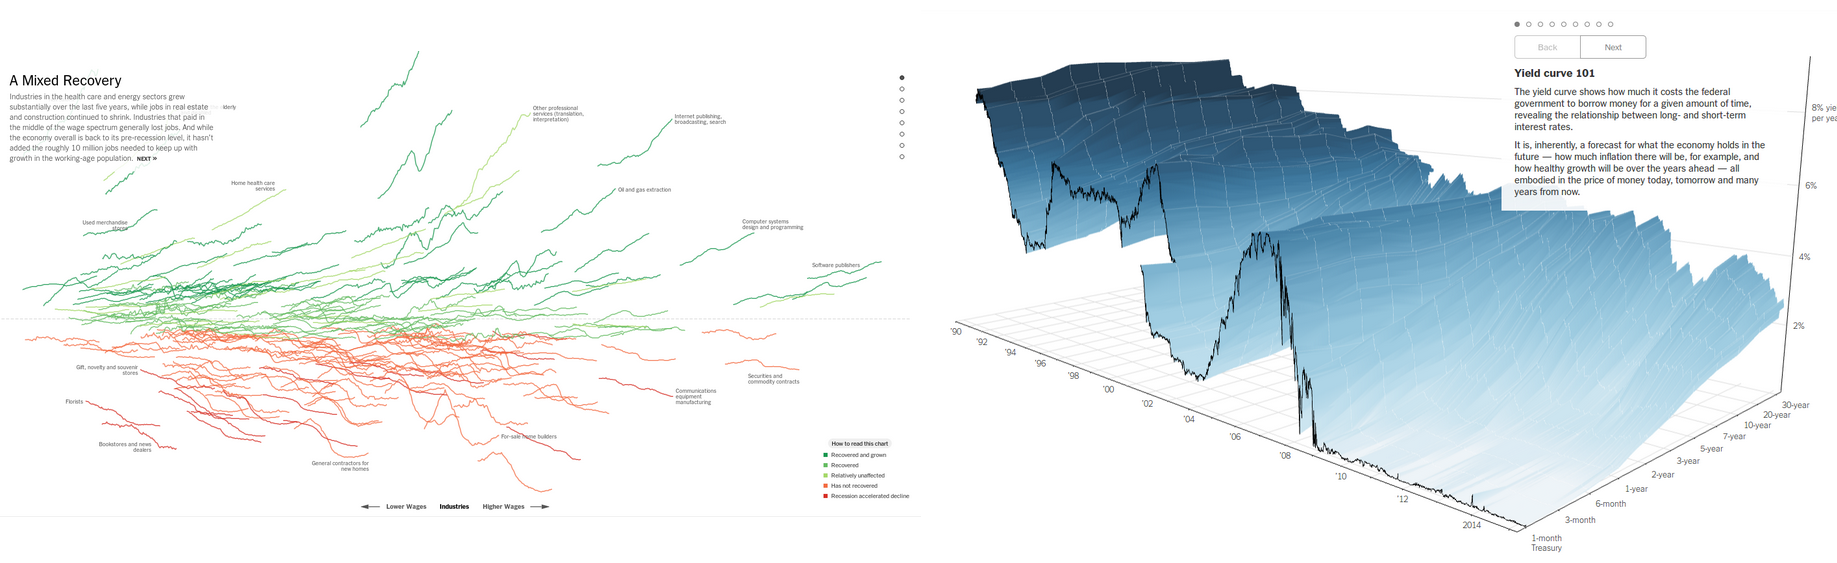 A Mixed Recovery
Industries in the health care and energy sectors grew
substantially over the last five years, while jobs in real estate
and construction continued to shrink. Industries that paid
in the middle of the wage spectrum generally lost jobs. And while
the economy overall is back to its pre-recession level, it hasn't
added the roughly 10 million jobs needed to keep up with
growth in the working-age population. NEXT »
elderly
Other professional
services (translation,
interpretation)
Internet publishing,
broadcasting, search
Home health care
services
Oil and gas extraction
Used merchandise
stores
Computer systems
design and programming
Software publishers
Gift, novelty and souvenir
stores
Securities and
commodity contracts
Communications
equipment
manufacturing
Florists
Bookstores and news
dealers
For-sale home builders
General contractors for
new homes
How to read this chart
Recovered and grown
Recovered
Relatively unaffected
Has not recovered
Recession accelerated decline
Lower Wages
Industries
Higher Wages
Back
Next
Yield curve 101
The yield curve shows how much it costs the federal
government to borrow money for a given amount of time,
revealing the relationship between long- and short-term
interest rates.
It is, inherently, a forecast for what the economy holds in the
future — how much inflation there will be, for example, and
how healthy growth will be over the years ahead — all
embodied in the price of money today, tomorrow and many
years from now.
8% yie
per yea
6%
4%
2%
'90
'92
'94
'96
'98
'00
'02
'04
'06
'08
'10
'12
2014
30-year
20-year
10-year
7-year
5-year
3-year
2-year
1-year
6-month
3-month
1-month
Treasury